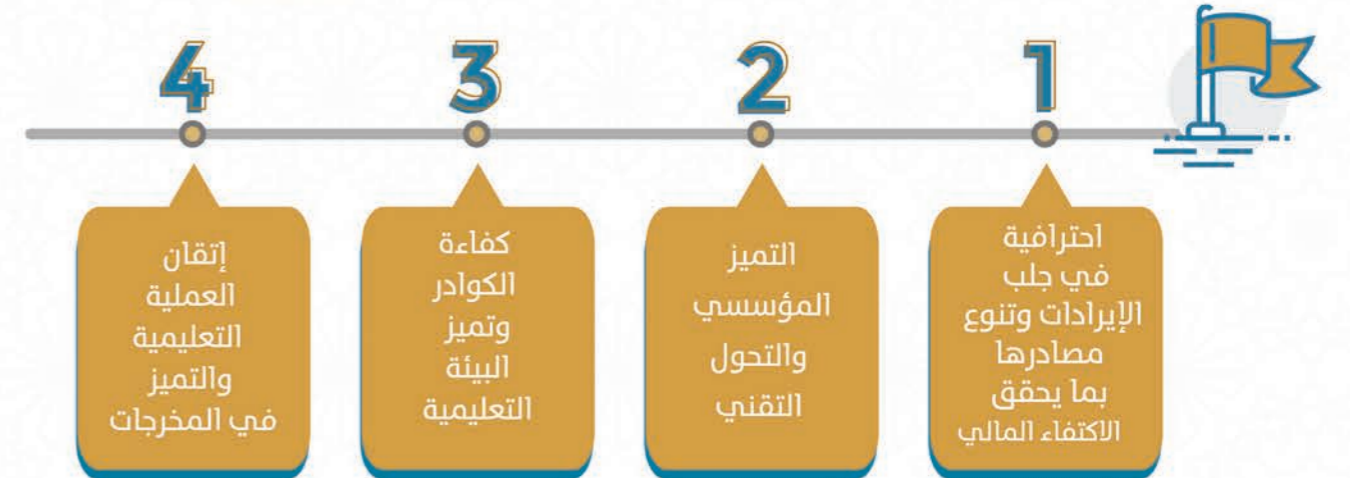 1
احترافية
في جلب
الإيرادات وتنوع
مصادرها
بما يحقق
الاكتفاء المالي
2
التميز
المؤسسي
والتحول
التقني
3
كفاءة
الكوادر
وتميز
البيئة
التعليمية
4
إتقان
العملية
التعليمية
والتميز
في المخرجات